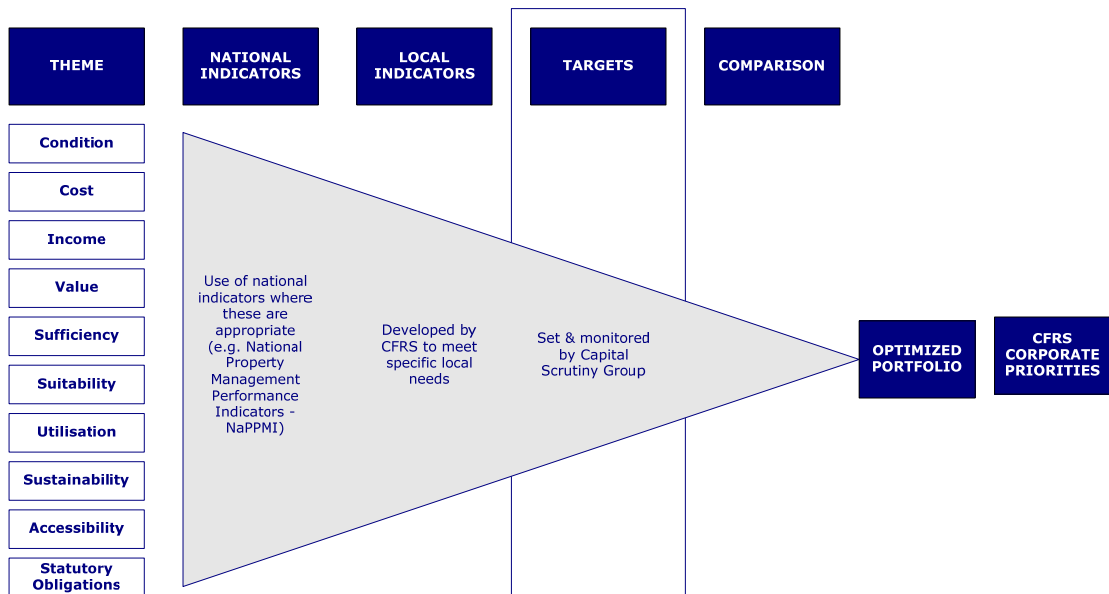 THEME
NATIONAL
INDICATORS
LOCAL
INDICATORS
TARGETS
COMPARISON
Condition
Cost
Income
Value
Sufficiency
Suitability
Utilisation
Sustainability
Accessibility
Statutory
Obligations
Use of national
indicators where
these are
appropriate
(e.g. National
Property
Management
Performance
Indicators -
NaPPMI)
Developed by
CFRS to meet
specific local
needs
Set & monitored
by Capital
Scrutiny Group
OPTIMIZED
PORTFOLIO
CFRS
CORPORATE
PRIORITIES